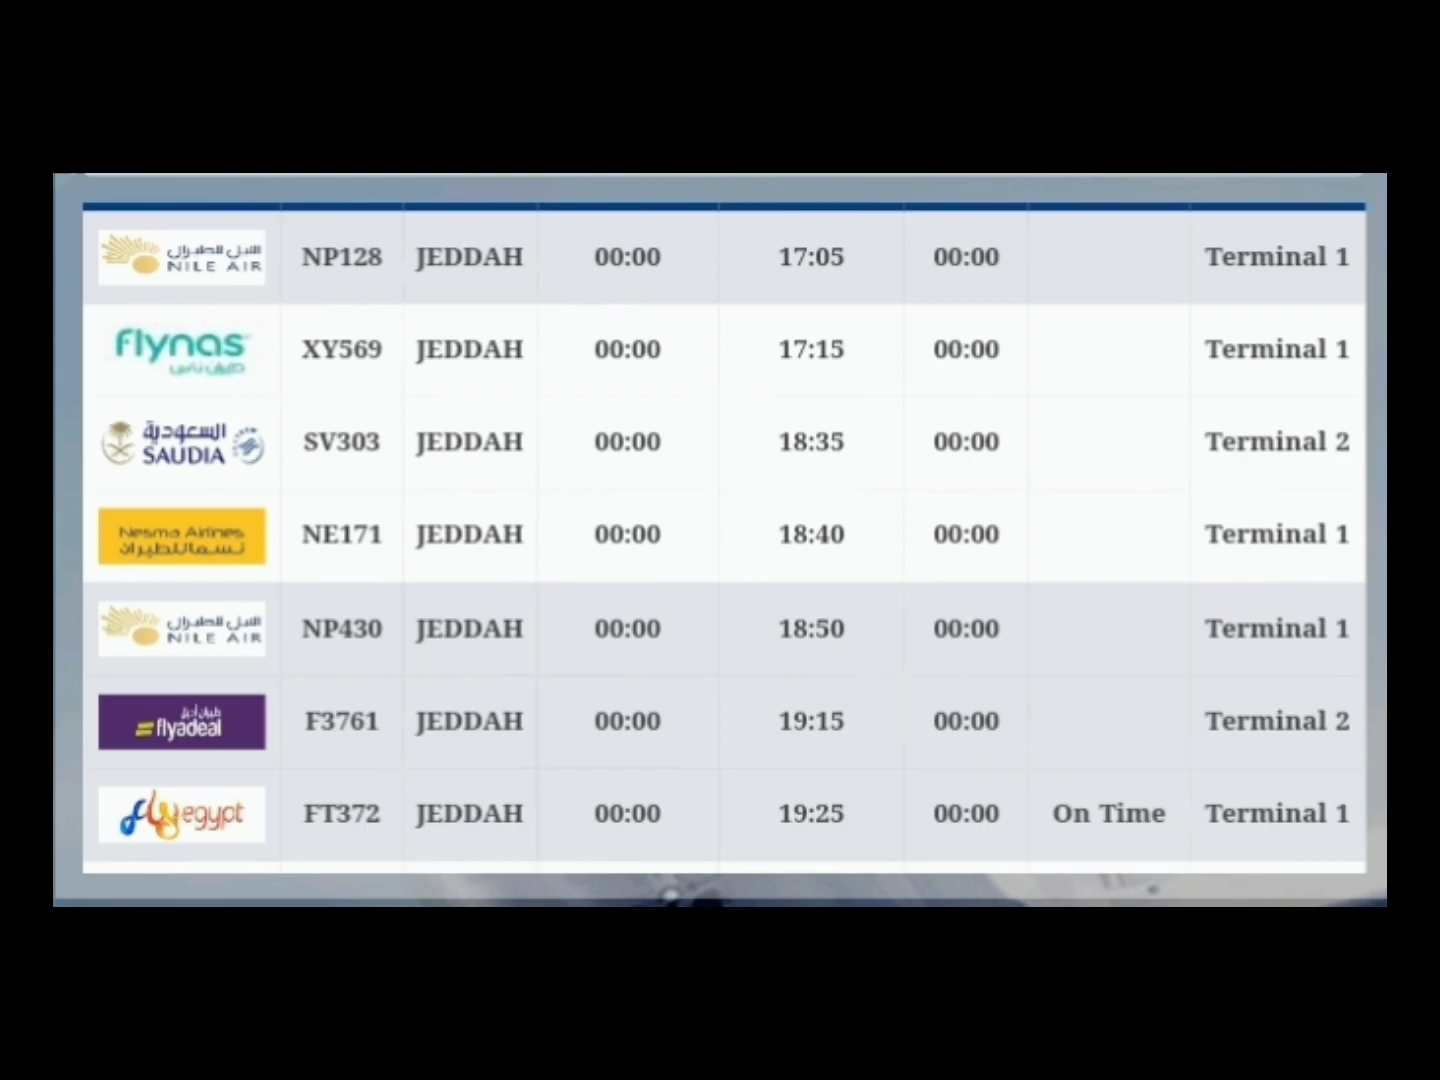 النيل للطيران
NILE AIR NP128 JEDDAH 00:00 17:05 00:00 Terminal 1
flynas XY569 JEDDAH 00:00 17:15 00:00 Terminal 1
طيران ناس
السعودية
SAUDIA SV303 JEDDAH 00:00 18:35 00:00 Terminal 2
Nesma Airlines NE171 JEDDAH 00:00 18:40 00:00 Terminal 1
نسما للطيران
النيل للطيران
NILE AIR NP430 JEDDAH 00:00 18:50 00:00 Terminal 1
طيران أديل
flyadeal F3761 JEDDAH 00:00 19:15 00:00 Terminal 2
flyegypt FT372 JEDDAH 00:00 19:25 00:00 On Time Terminal 1